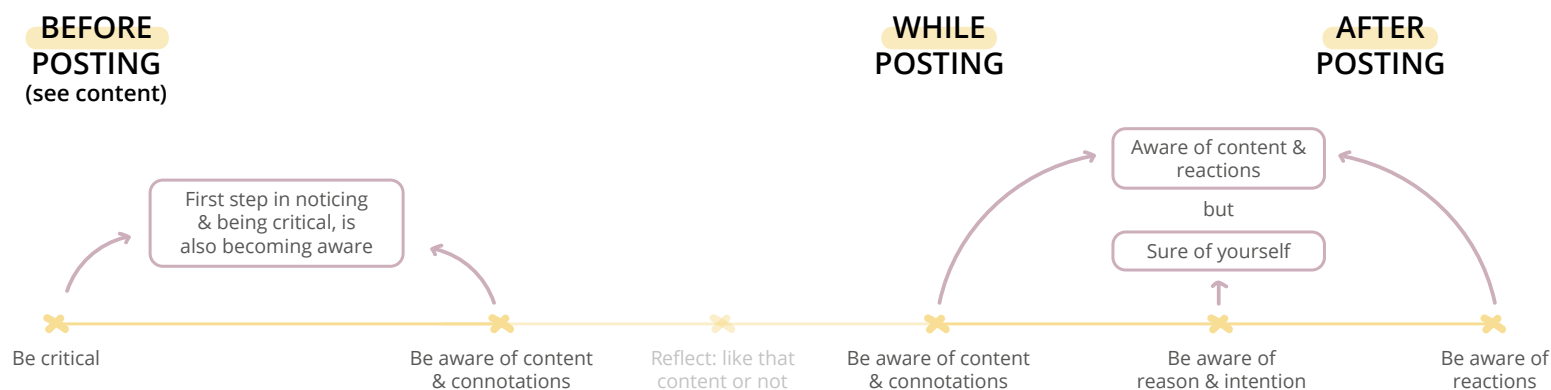 BEFORE
POSTING
(see content)
WHILE
POSTING
AFTER
POSTING
First step in noticing
& being critical, is
also becoming aware
Aware of content &
reactions
but
Sure of yourself
Be critical
Be aware of content
& connotations
Reflect: like that
content or not
Be aware of content
& connotations
Be aware of
reason & intention
Be aware of
reactions